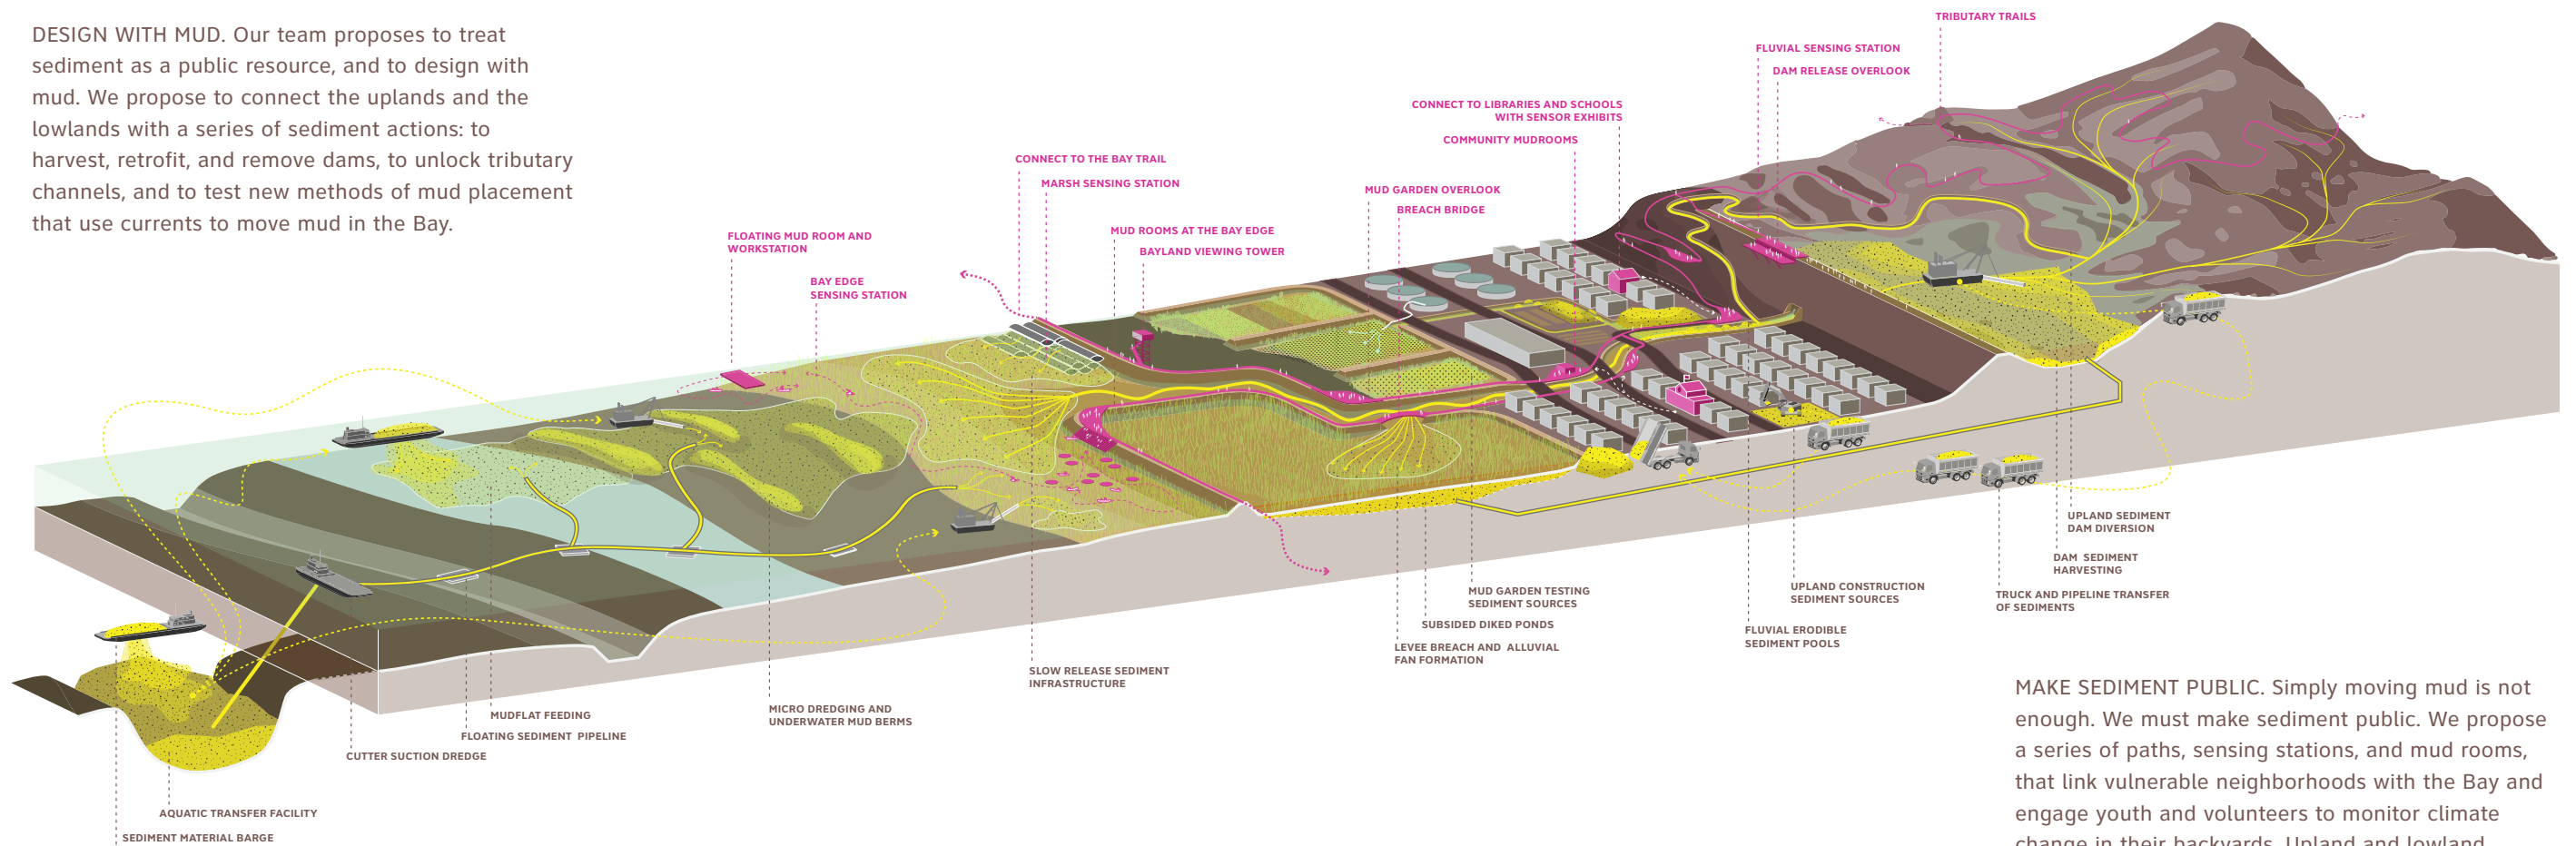 DESIGN WITH MUD. Our team proposes to treat
sediment as a public resource, and to design with
mud. We propose to connect the uplands and the
lowlands with a series of sediment actions: to
harvest, retrofit, and remove dams, to unlock tributary
channels, and to test new methods of mud placement
that use currents to move mud in the Bay.
TRIBUTARY TRAILS
FLUVIAL SENSING STATION
DAM RELEASE OVERLOOK
CONNECT TO LIBRARIES AND SCHOOLS
WITH SENSOR EXHIBITS
COMMUNITY MUDROOMS
CONNECT TO THE BAY TRAIL
MARSH SENSING STATION
MUD GARDEN OVERLOOK
BREACH BRIDGE
MUD ROOMS AT THE BAY EDGE
BAYLAND VIEWING TOWER
FLOATING MUD ROOM AND
WORKSTATION
BAY EDGE
SENSING STATION
UPLAND SEDIMENT
DAM DIVERSION
DAM SEDIMENT
HARVESTING
TRUCK AND PIPELINE TRANSFER
OF SEDIMENTS
UPLAND CONSTRUCTION
SEDIMENT SOURCES
FLUVIAL ERODIBLE
SEDIMENT POOLS
MUD GARDEN TESTING
SEDIMENT SOURCES
SUBSIDED DIKED PONDS
LEVEE BREACH AND ALLUVIAL
FAN FORMATION
SLOW RELEASE SEDIMENT
INFRASTRUCTURE
MICRO DREDGING AND
UNDERWATER MUD BERMS
MUDFLAT FEEDING
FLOATING SEDIMENT PIPELINE
CUTTER SUCTION DREDGE
AQUATIC TRANSFER FACILITY
SEDIMENT MATERIAL BARGE
MAKE SEDIMENT PUBLIC. Simply moving mud is not
enough. We must make sediment public. We propose
a series of paths, sensing stations, and mud rooms,
that link vulnerable neighborhoods with the Bay and
engage youth and volunteers to monitor climate
change in their backyards. Upland and lowland